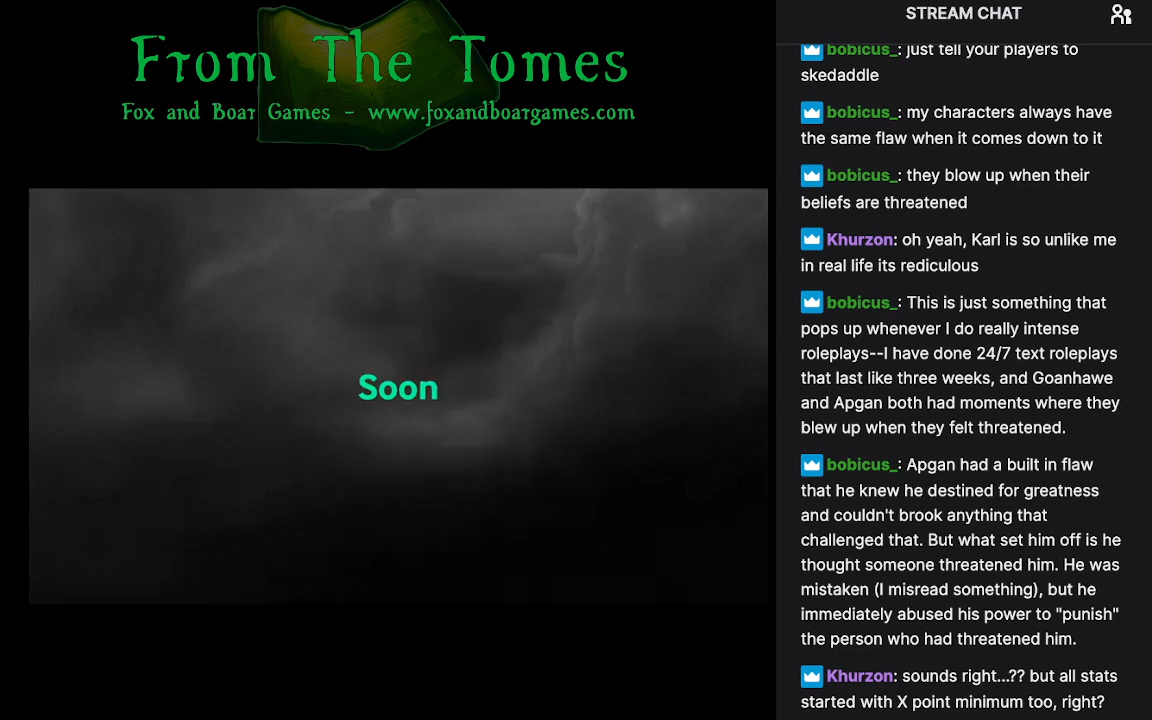 From The Tomes
Fox and Boar Games - www.foxandboargames.com
Soon
STREAM CHAT
bobicus_: just tell your players to
skedaddle
bobicus_: my characters always have
the same flaw when it comes down to it
bobicus_: they blow up when their
beliefs are threatened
Khurzon: oh yeah, Karl is so unlike me
in real life its rediculous
bobicus_: This is just something that
pops up whenever I do really intense
roleplays--I have done 24/7 text roleplays
that last like three weeks, and Goanhawe
and Apgan both had moments where they
blew up when they felt threatened.
bobicus_: Apgan had a built in flaw
that he knew he destined for greatness
and couldn't brook anything that
challenged that. But what set him off is he
thought someone threatened him. He was
mistaken (I misread something), but he
immediately abused his power to "punish"
the person who had threatened him.
Khurzon: sounds right...?? but all stats
started with X point minimum too, right?